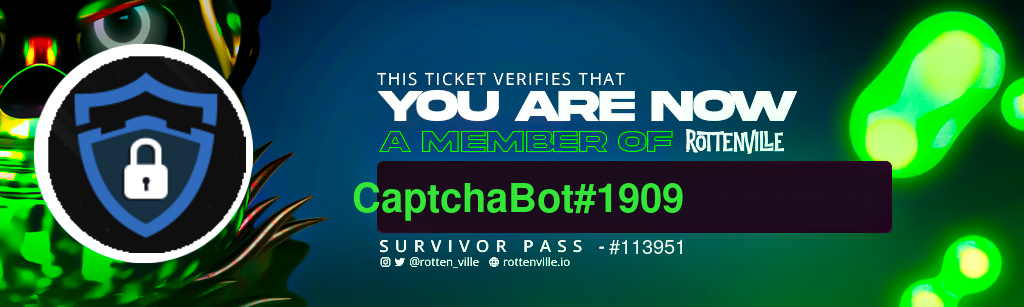 THIS TICKET VERIFIES THAT
YOU ARE NOW
A MEMBER OF ROTTENVILLE
CaptchaBot#1909
SURVIVOR PASS - #113951
@rotten_ville rottenville.io